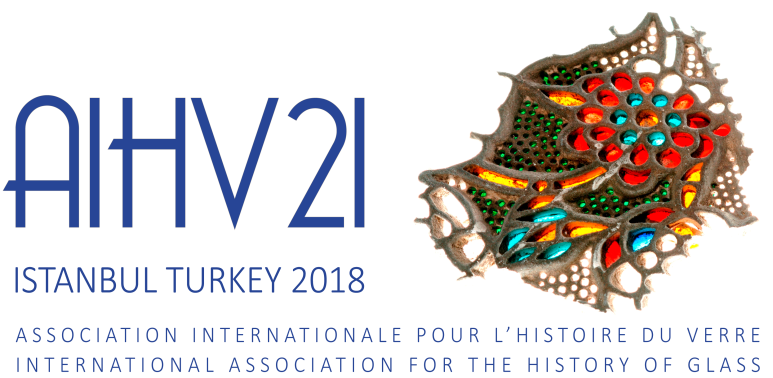 AIHV21
ISTANBUL TURKEY 2018
ASSOCIATION INTERNATIONALE POUR L'HISTOIRE DU VERRE
INTERNATIONAL ASSOCIATION FOR THE HISTORY OF GLASS